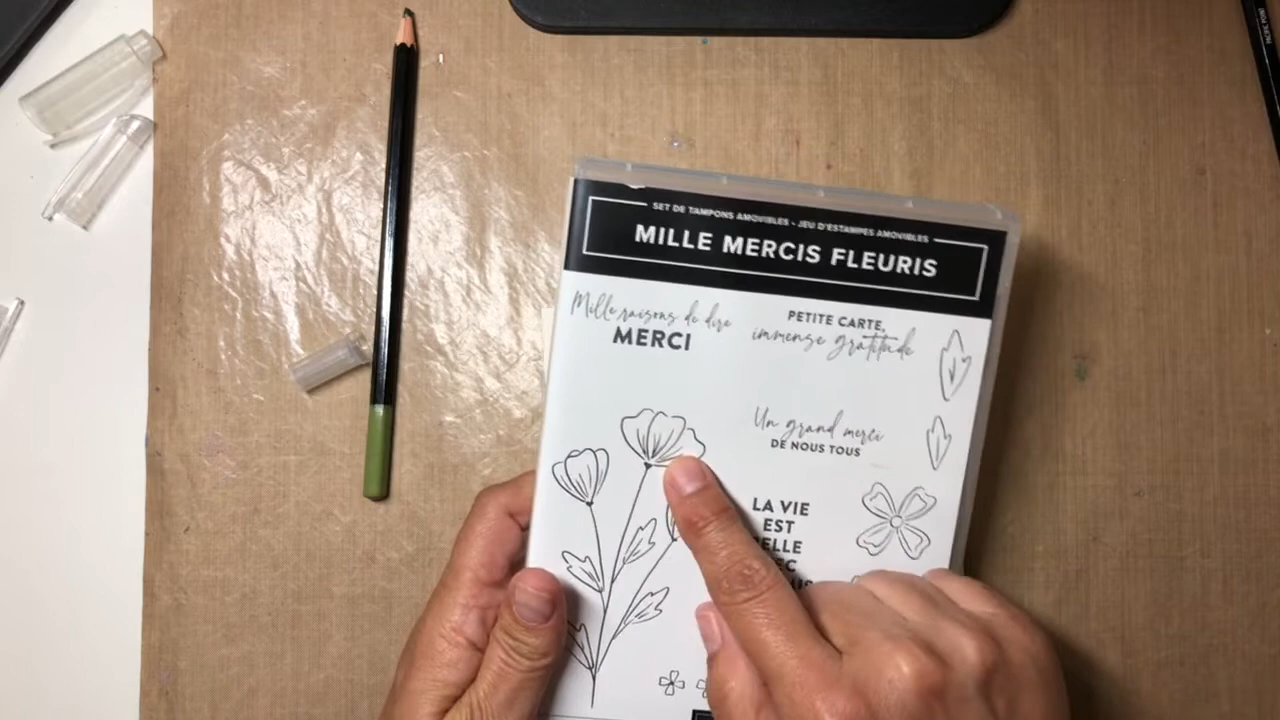 SET DE TAMPONS AMOVIBLES - JEU D'ESTAMPES AMOVIBLES
MILLE MERCIS FLEURIS
Mille raisons de dire
MERCI
PETITE CARTE,
immense gratitude
Un grand merci
DE NOUS TOUS
LA VIE
EST